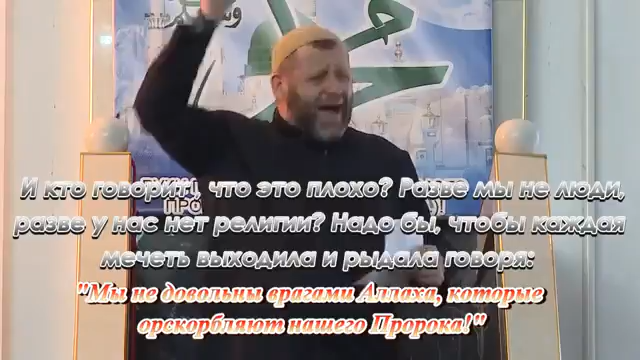 И кто говорит, что это плохо? Разве мы не люди,
разве у нас нет религии? Надо бы, чтобы каждая
мечеть выходила и рыдала говоря:
"Мы не довольны врагами Аллаха, которые
орскорбляют нашего Пророка!"